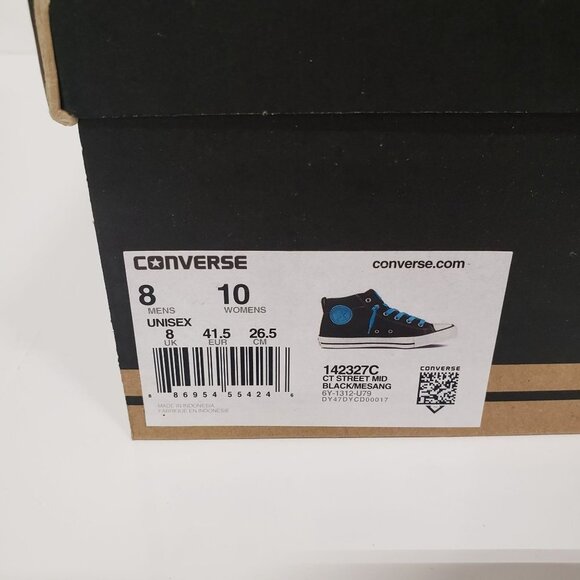 CONVERSE converse.com
8 10
MENS WOMENS
UNISEX
8 41.5 26.5
UK EUR CM
8 86954 55424 6
MADE IN INDONESIA
FABRIQUE EN INDONESIE
142327C
CT STREET MID
BLACK/MESANG
6Y-1312-U79
DY47DYCD00017
CONVERSE